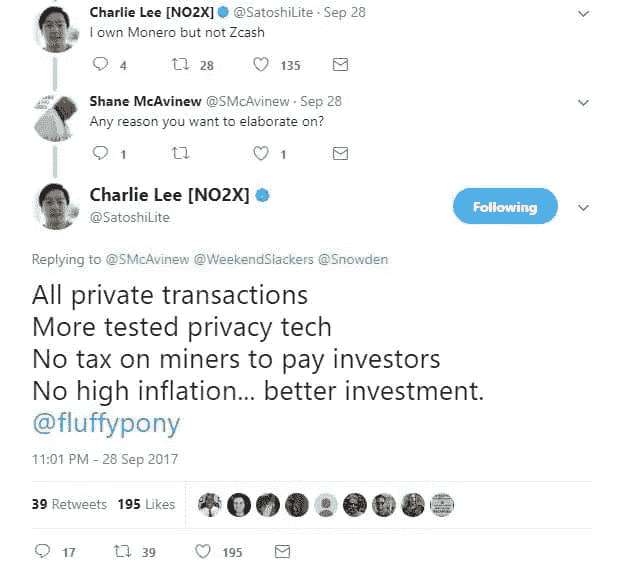 Charlie Lee [NO2X] @SatoshiLite · Sep 28
I own Monero but not Zcash
4 28 135
Shane McAvinew @SMcAvinew · Sep 28
Any reason you want to elaborate on?
1 1
Charlie Lee [NO2X]
@SatoshiLite
Following
Replying to @SMcAvinew @WeekendSlackers @Snowden
All private transactions
More tested privacy tech
No tax on miners to pay investors
No high inflation... better investment.
@fluffypony
11:01 PM - 28 Sep 2017
39 Retweets 195 Likes
17 39 195